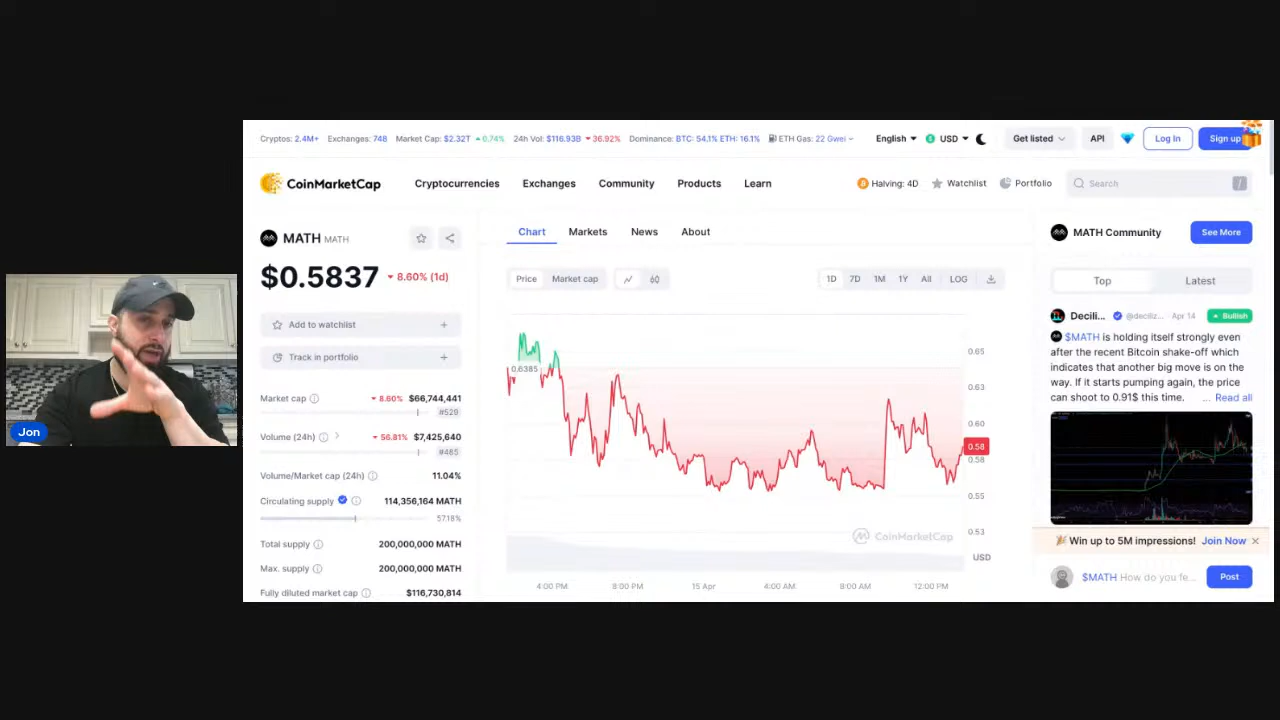 Cryptos: 2.4M+ Exchanges: 748 Market Cap: $2.32T 0.74% 24h Vol: $116.93B 36.92% Dominance: BTC: 54.1% ETH: 16.1% ETH Gas: 22 Gwei
English USD Get listed API Log In Sign up
CoinMarketCap Cryptocurrencies Exchanges Community Products Learn Halving: 4D Watchlist Portfolio Search /
MATH MATH
$0.5837 8.60% (1d)
Add to watchlist +
Track in portfolio +
Market cap 8.60% $66,744,441
#529
Volume (24h) 56.81% $7,425,640
#485
Volume/Market cap (24h) 11.04%
Circulating supply 114,356,164 MATH
57.18%
Total supply 200,000,000 MATH
Max. supply 200,000,000 MATH
Fully diluted market cap $116,730,814
Chart Markets News About
Price Market cap 1D 7D 1M 1Y All LOG
0.6385
0.65
0.63
0.60
0.58
0.58
0.55
0.53
CoinMarketCap
USD
4:00 PM 8:00 PM 15 Apr 4:00 AM 8:00 AM 12:00 PM
MATH Community See More
Top Latest
Decili... @deciliz... Apr 14 Bullish
$MATH is holding itself strongly even
after the recent Bitcoin shake-off which
indicates that another big move is on the
way. If it starts pumping again, the price
can shoot to 0.91$ this time. ... Read all
Win up to 5M impressions! Join Now ×
$MATH How do you fe... Post
Jon